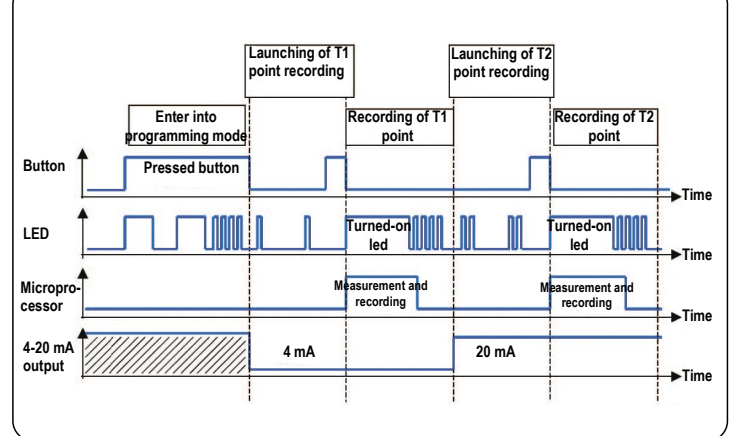 Launching of T1
point recording
Launching of T2
point recording
Enter into
programming mode
Recording of T1
point
Recording of T2
point
Button
Pressed button
Time
LED
Turned-on
led
Turned-on
led
Time
Micropro-
cessor
Measurement and
recording
Measurement and
recording
Time
4-20 mA
output
4 mA
20 mA
Time